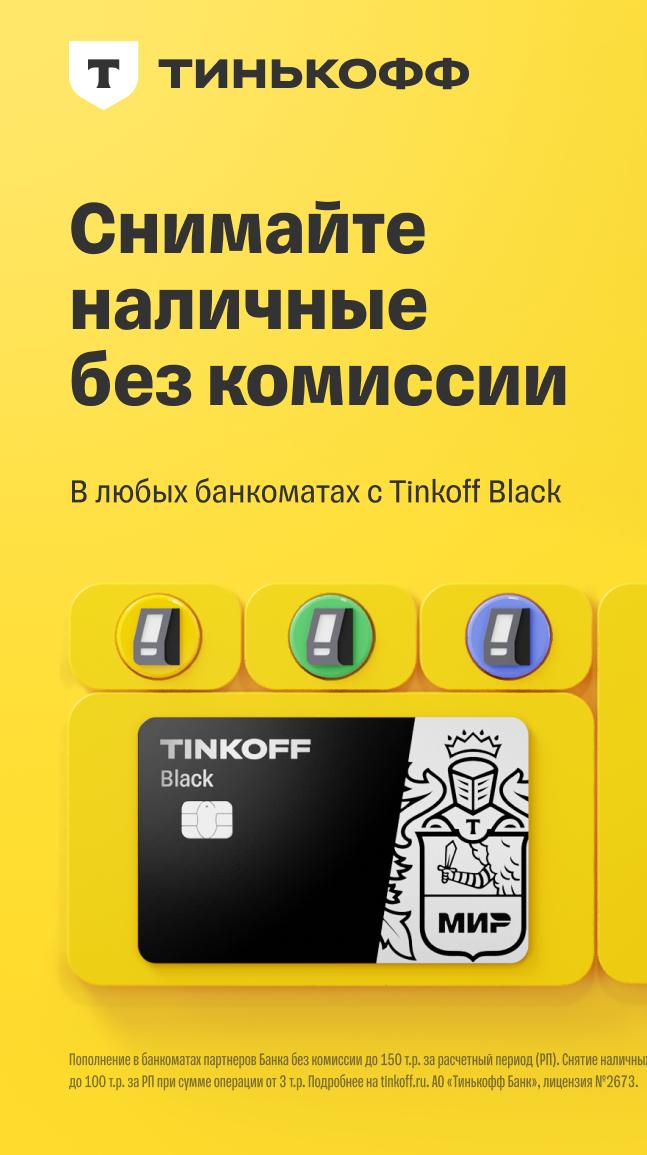 Т ТИНЬКОФФ
Снимайте
наличные
без комиссии
В любых банкоматах с Tinkoff Black
TINKOFF
Black
Т
МИР
Пополнение в банкоматах партнеров Банка без комиссии до 150 т.р. за расчетный период (РП). Снятие наличных
до 100 т.р. за РП при сумме операции от 3 т.р. Подробнее на tinkoff.ru. АО «Тинькофф Банк», лицензия №2673.